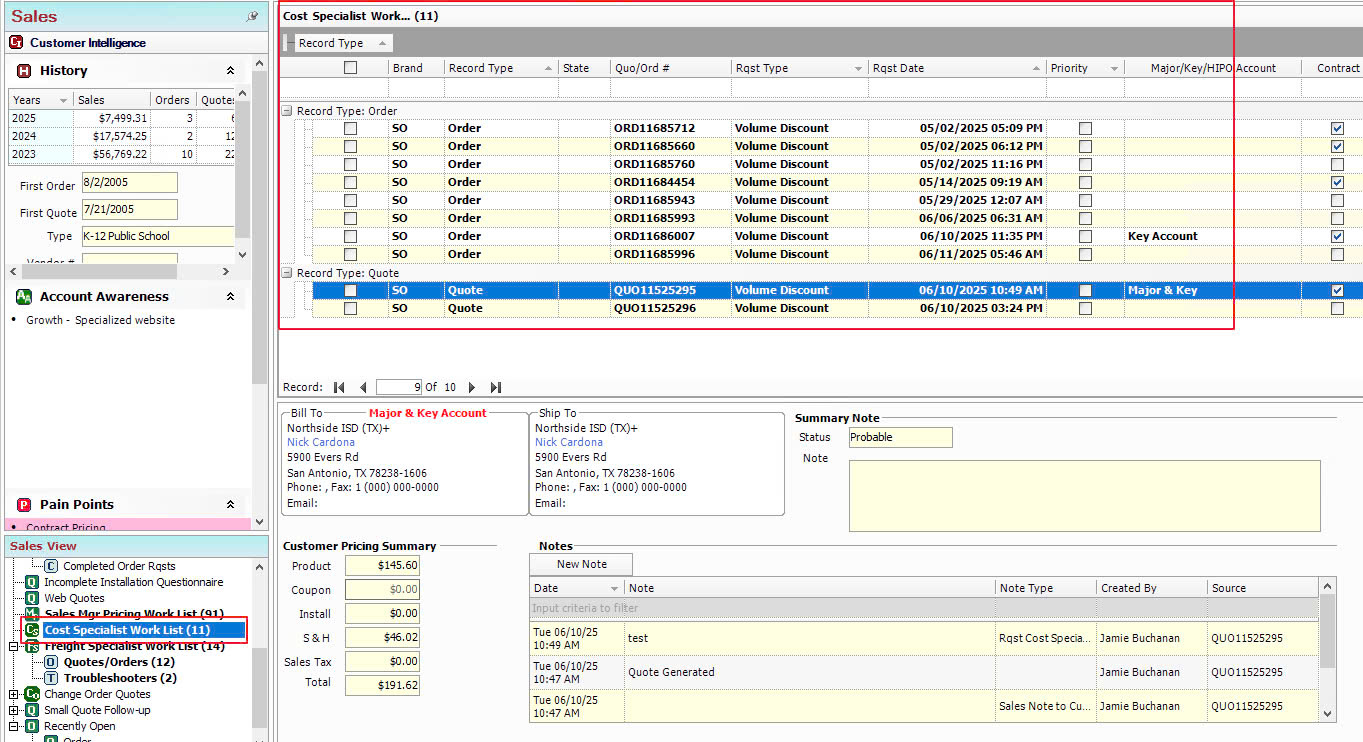 Sales
Customer Intelligence
History
Years Sales Orders Quotes
2025 $7,499.31 3
2024 $17,574.25 2 12
2023 $56,769.22 10 22
First Order 8/2/2005
First Quote 7/21/2005
Type K-12 Public School
Vendor #
Account Awareness
• Growth - Specialized website
Pain Points
• Contract Pricing
Sales View
Completed Order Rqsts
Incomplete Installation Questionnaire
Web Quotes
Sales Mgr Pricing Work List (91)
Cost Specialist Work List (11)
Freight Specialist Work List (14)
Quotes/Orders (12)
Troubleshooters (2)
Change Order Quotes
Small Quote Follow-up
Recently Open
Order
Cost Specialist Work... (11)
Record Type
Brand Record Type State Quo/Ord # Rqst Type Rqst Date Priority Major/Key/HIPO Account Contract
Record Type: Order
SO Order ORD11685712 Volume Discount 05/02/2025 05:09 PM
SO Order ORD11685660 Volume Discount 05/02/2025 06:12 PM
SO Order ORD11685760 Volume Discount 05/02/2025 11:16 PM
SO Order ORD11684454 Volume Discount 05/14/2025 09:19 AM
SO Order ORD11685943 Volume Discount 05/29/2025 12:07 AM
SO Order ORD11685993 Volume Discount 06/06/2025 06:31 AM
SO Order ORD11686007 Volume Discount 06/10/2025 11:35 PM Key Account
SO Order ORD11685996 Volume Discount 06/11/2025 05:46 AM
Record Type: Quote
SO Quote QUO11525295 Volume Discount 06/10/2025 10:49 AM Major & Key
SO Quote QUO11525296 Volume Discount 06/10/2025 03:24 PM
Record: 9 Of 10
Bill To Major & Key Account
Northside ISD (TX)+
Nick Cardona
5900 Evers Rd
San Antonio, TX 78238-1606
Phone: , Fax: 1 (000) 000-0000
Email:
Ship To
Northside ISD (TX)+
Nick Cardona
5900 Evers Rd
San Antonio, TX 78238-1606
Phone: , Fax: 1 (000) 000-0000
Email:
Summary Note
Status Probable
Note
Customer Pricing Summary
Product $145.60
Coupon $0.00
Install $0.00
S & H $46.02
Sales Tax $0.00
Total $191.62
Notes
New Note
Date Note Note Type Created By Source
Input criteria to filter
Tue 06/10/25 10:49 AM test Rqst Cost Specia... Jamie Buchanan QUO11525295
Tue 06/10/25 10:47 AM Quote Generated Jamie Buchanan QUO11525295
Tue 06/10/25 10:47 AM Sales Note to Cu... Jamie Buchanan QUO11525295